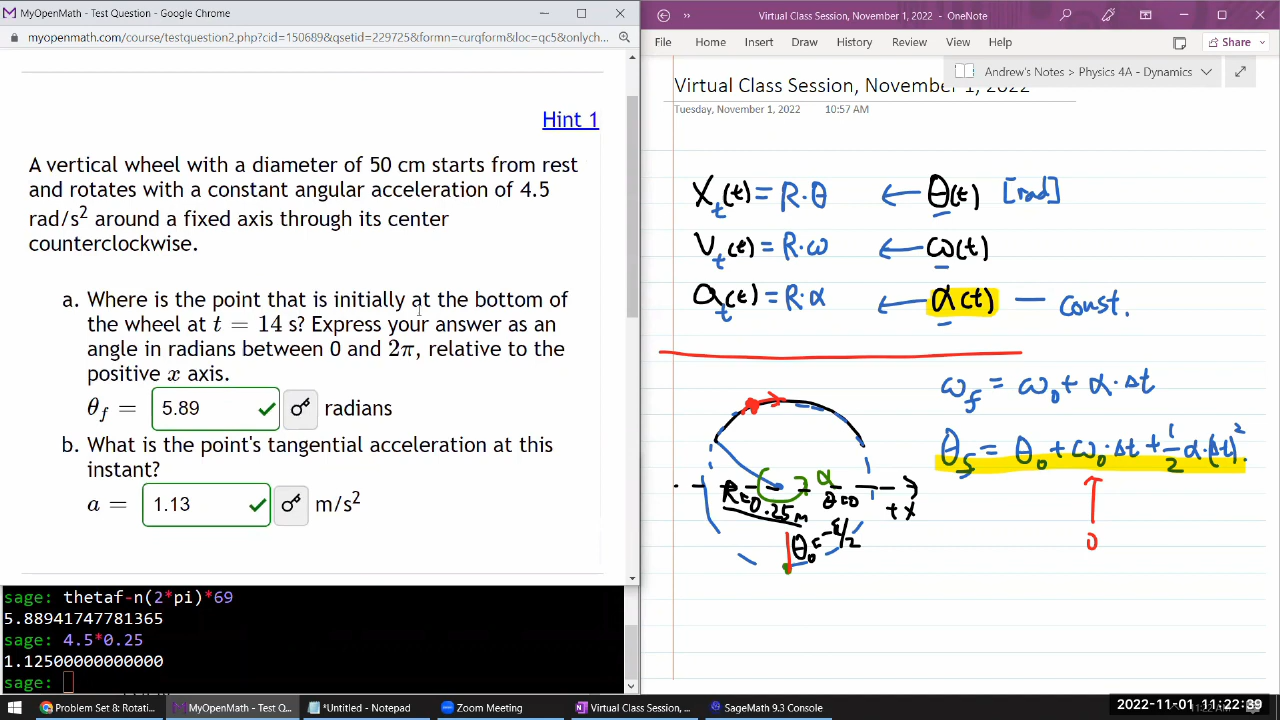 MyOpenMath - Test Question - Google Chrome
myopenmath.com/course/testquestion2.php?cid=150689&qsetid=229725&formn=curqform&loc=qc5&onlych...
Hint 1
A vertical wheel with a diameter of 50 cm starts from rest
and rotates with a constant angular acceleration of 4.5
rad/s² around a fixed axis through its center
counterclockwise.
a. Where is the point that is initially at the bottom of
the wheel at t = 14 s? Express your answer as an
angle in radians between 0 and 2π, relative to the
positive x axis.
θf = 5.89 radians
b. What is the point's tangential acceleration at this
instant?
a = 1.13 m/s²
sage: thetaf-n(2*pi)*69
5.88941747781365
sage: 4.5*0.25
1.12500000000000
sage:
Virtual Class Session, November 1, 2022 - OneNote
File Home Insert Draw History Review View Help Share
Andrew's Notes > Physics 4A - Dynamics
Virtual Class Session, November 1, 2022
Tuesday, November 1, 2022 10:57 AM
Xt(t) = R·θ ← θ(t) [rad]
Vt(t) = R·ω ← ω(t)
at(t) = R·α ← α(t) — const.
ωf = ω0 + α·Δt
θf = θ0 + ω0·Δt + 1/2 α·(Δt)².
0
α
R=0.25m
θ=0
+x
θ0=-π/2
Problem Set & Rotati... MyOpenMath - Test Q... *Untitled - Notepad Zoom Meeting Virtual Class Session, ... SageMath 9.3 Console
2022-11-01 11:22:39